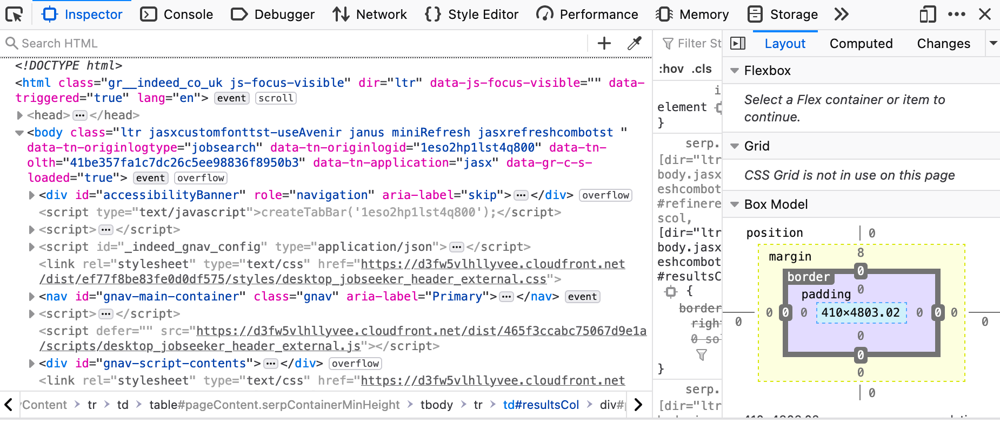 Inspector Console Debugger Network Style Editor Performance Memory Storage
Search HTML
<!DOCTYPE html>
<html class="gr__indeed_co_uk js-focus-visible" dir="ltr" data-js-focus-visible="" data-
triggered="true" lang="en"> event scroll
<head> ... </head>
<body class="ltr jasxcustomfonttst-useAvenir janus miniRefresh jasxrefreshcombotst "
data-tn-originlogtype="jobsearch" data-tn-originlogid="1eso2hp1lst4q800" data-tn-
olth="41be357fa1c7dc26c5ee98836f8950b3" data-tn-application="jasx" data-gr-c-s-
loaded="true"> event overflow
<div id="accessibilityBanner" role="navigation" aria-label="skip"> ... </div> overflow
<script type="text/javascript">createTabBar('1eso2hp1lst4q800');</script>
<script> ... </script>
<script id="_indeed_gnav_config" type="application/json"> ... </script>
<link rel="stylesheet" type="text/css" href="https://d3fw5vlhllyvee.cloudfront.net
/dist/ef77f8be83fe0d0df575/styles/desktop_jobseeker_header_external.css">
<nav id="gnav-main-container" class="gnav" aria-label="Primary"> ... </nav> event
<script> ... </script>
<script defer="" src="https://d3fw5vlhllyvee.cloudfront.net/dist/465f3ccabc75067d9e1a
/scripts/desktop_jobseeker_header_external.js"></script>
<div id="gnav-script-contents"> ... </div> overflow
<link rel="stylesheet" type="text/css" href="https://d3fw5vlhllyvee.cloudfront.net
yContent > tr > td > table#pageContent.serpContainerMinHeight > tbody > tr > td#resultsCol > div#
Filter St
:hov .cls
i
element
}
serp.
[dir="ltr
body.jasx
eshcombot
#refinere
scol,
[dir="ltr
body.jasx
eshcombot
#resultsC
{
border
righ
0 so
}
serp.
[dir="ltr
Layout Computed Changes
Flexbox
Select a Flex container or item to
continue.
Grid
CSS Grid is not in use on this page
Box Model
position 0
margin 8
border 0
padding 0
0 0 0 0 410×4803.02 0 0 0 0
0
0
0
0